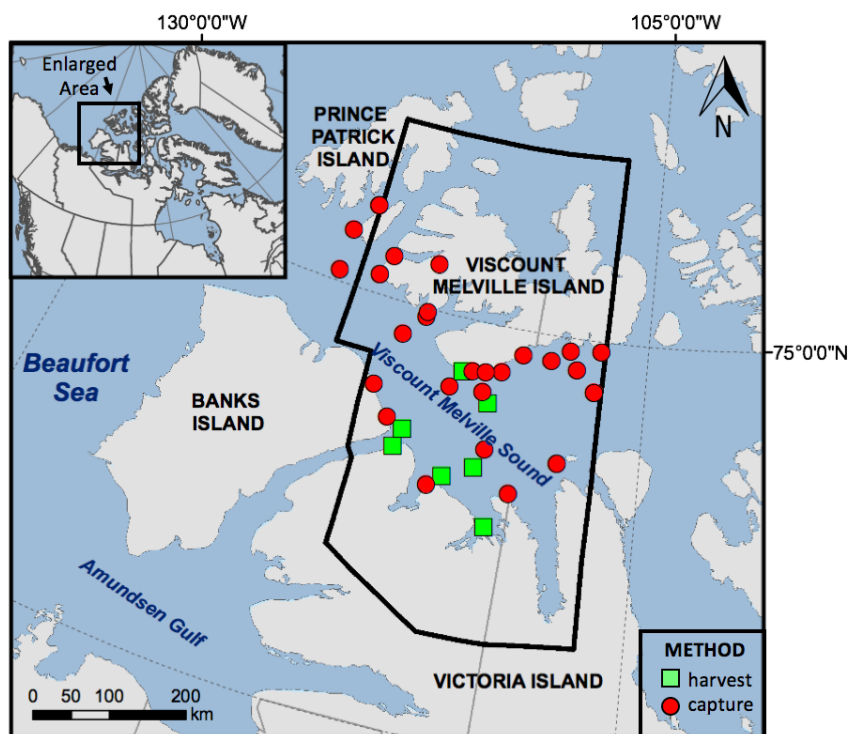 130°0'0"W
105°0'0"W
Enlarged
Area
N
PRINCE
PATRICK
ISLAND
VISCOUNT
MELVILLE ISLAND
75°0'0"N
Beaufort
Sea
Viscount Melville Sound
BANKS
ISLAND
Amundsen Gulf
VICTORIA ISLAND
METHOD
harvest
capture
0 50 100 200
km